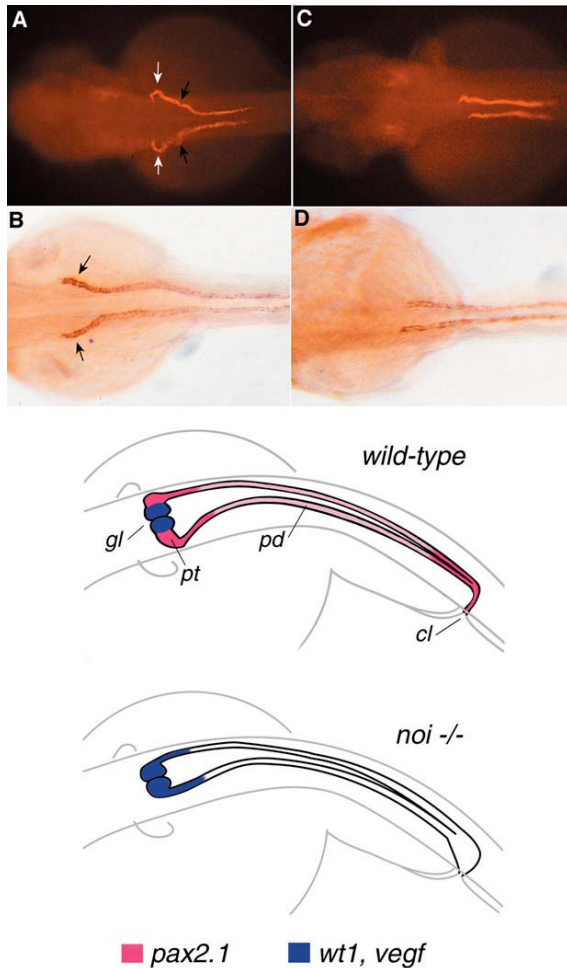 A
C
B
D
wild-type
gl
pt
pd
cl
noi -/-
pax2.1
wt1, vegf